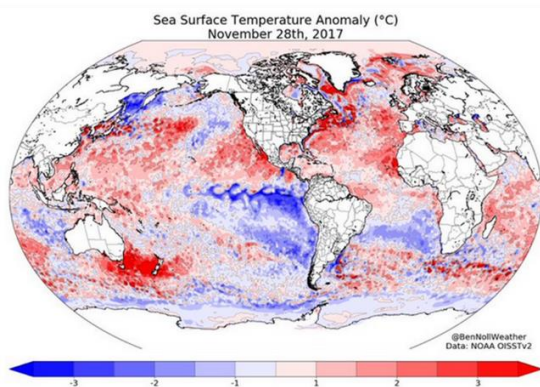 Sea Surface Temperature Anomaly (°C)
November 28th, 2017
@BenNollWeather
Data: NOAA OISSTv2
-3 -2 -1 1 2 3